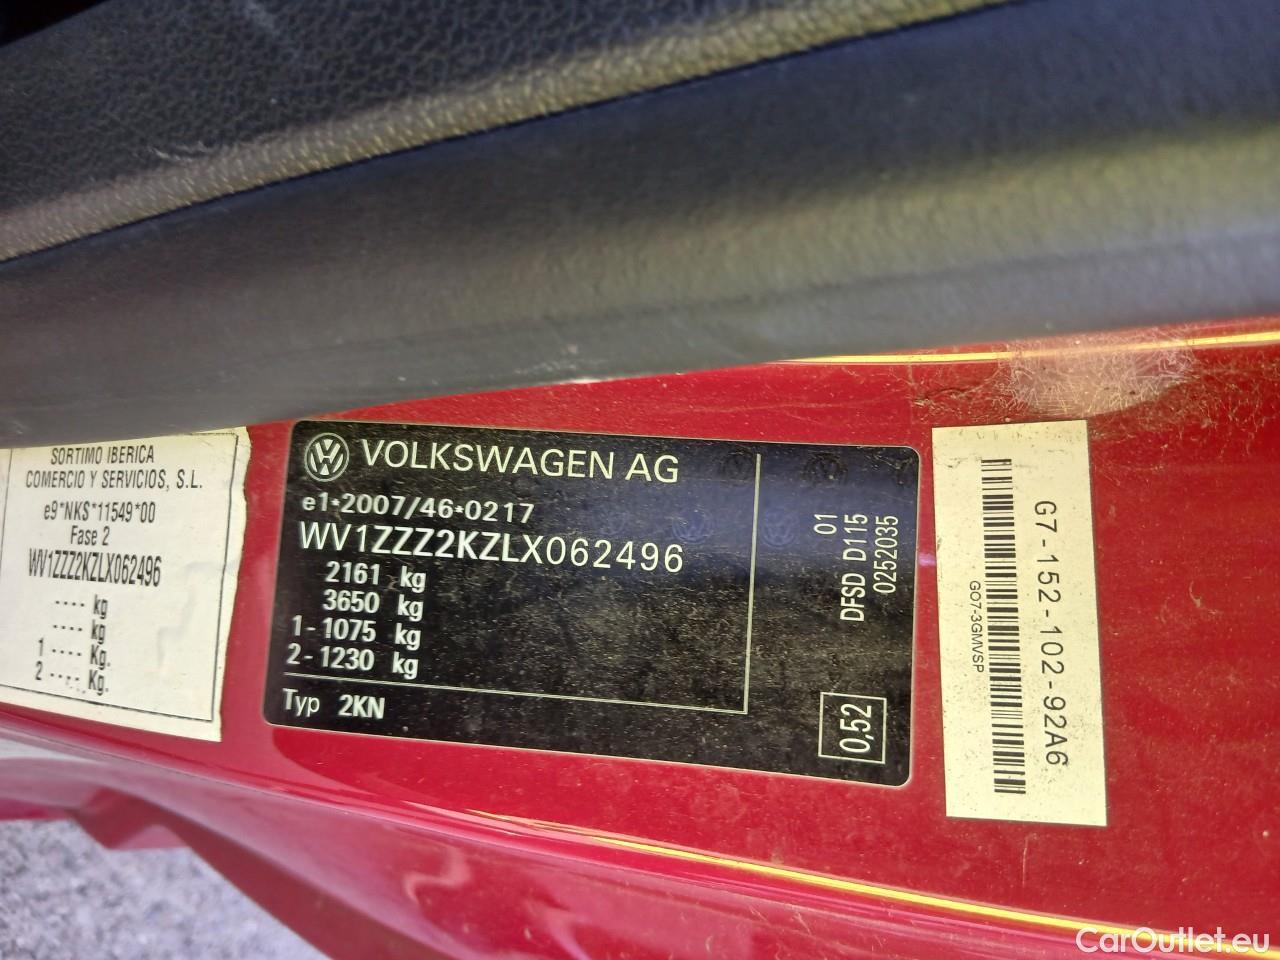 SORTIMO IBERICA
COMERCIO Y SERVICIOS, S.L.
e9*NKS*11549*00
Fase 2
WV1ZZZ2KZLX062496
---- kg
---- kg
1 ---- Kg.
2 ---- Kg.
VOLKSWAGEN AG
e1*2007/46*0217
WV1ZZZ2KZLX062496
2161 kg
3650 kg
1-1075 kg
2-1230 kg
Typ 2KN
01
DFSD D115
0252035
0,52
G7-152-102-92A6
GO7-3GMVSP
CarOutlet.eu